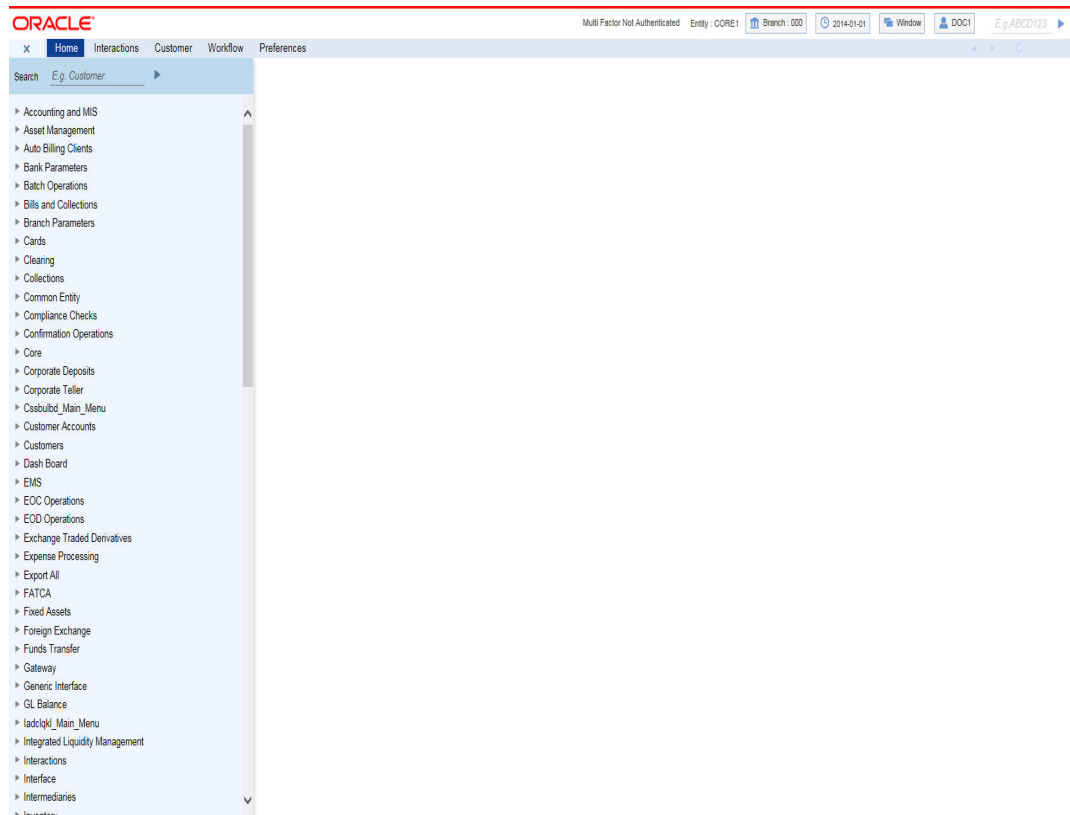 ORACLE
Multi Factor Not Authenticated Entity : CORE1 Branch : 000 2014-01-01 Window DOC1 E.g.ABCD123
x Home Interactions Customer Workflow Preferences
Search E.g. Customer
Accounting and MIS
Asset Management
Auto Billing Clients
Bank Parameters
Batch Operations
Bills and Collections
Branch Parameters
Cards
Clearing
Collections
Common Entity
Compliance Checks
Confirmation Operations
Core
Corporate Deposits
Corporate Teller
Cssbulbd_Main_Menu
Customer Accounts
Customers
Dash Board
EMS
EOC Operations
EOD Operations
Exchange Traded Derivatives
Expense Processing
Export All
FATCA
Fixed Assets
Foreign Exchange
Funds Transfer
Gateway
Generic Interface
GL Balance
Iadclqkl_Main_Menu
Integrated Liquidity Management
Interactions
Interface
Intermediaries